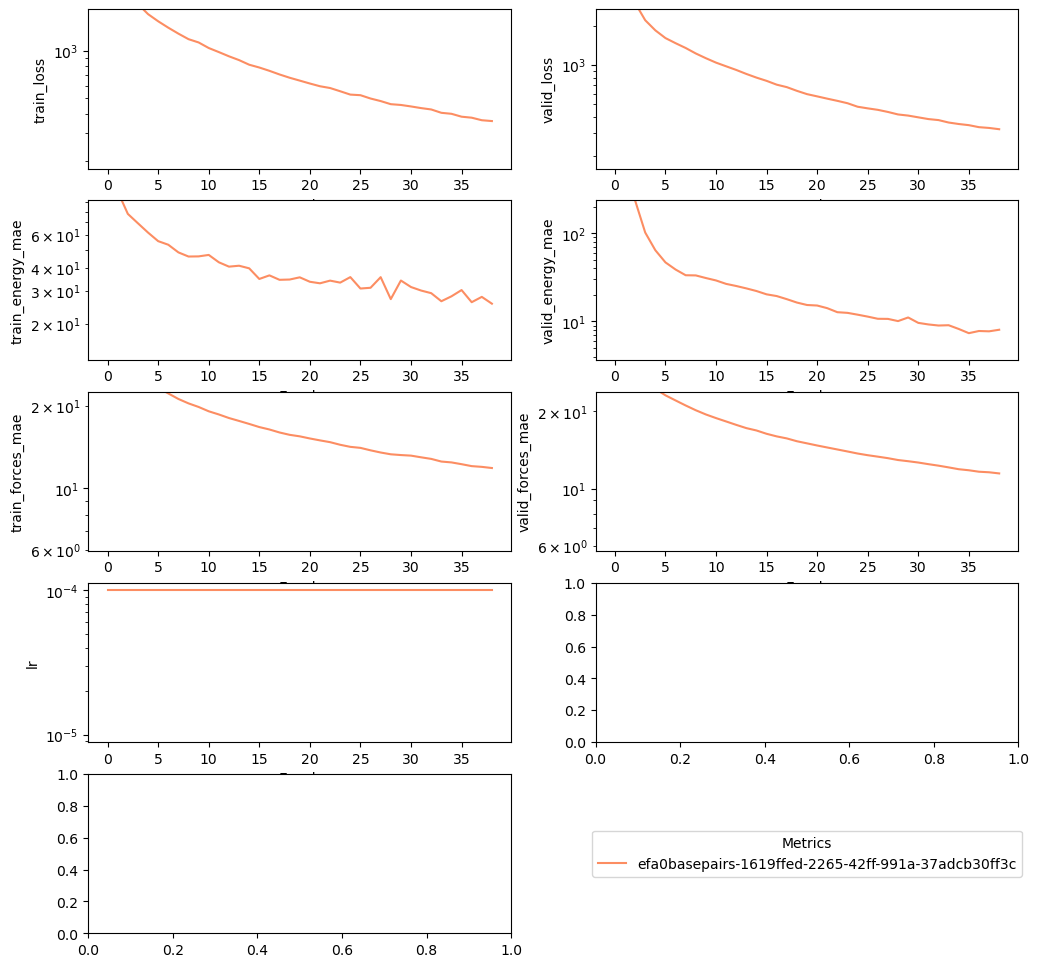 train_loss
10³
0 5 10 15 20 25 30 35
valid_loss
10³
0 5 10 15 20 25 30 35
train_energy_mae
6 × 10¹
4 × 10¹
3 × 10¹
2 × 10¹
0 5 10 15 20 25 30 35
valid_energy_mae
10²
10¹
0 5 10 15 20 25 30 35
train_forces_mae
2 × 10¹
10¹
6 × 10⁰
0 5 10 15 20 25 30 35
valid_forces_mae
2 × 10¹
10¹
6 × 10⁰
0 5 10 15 20 25 30 35
lr
10⁻⁴
10⁻⁵
0 5 10 15 20 25 30 35
1.0
0.8
0.6
0.4
0.2
0.0
0.0 0.2 0.4 0.6 0.8 1.0
1.0
0.8
0.6
0.4
0.2
0.0
0.0 0.2 0.4 0.6 0.8 1.0
Metrics
efa0basepairs-1619ffed-2265-42ff-991a-37adcb30ff3c